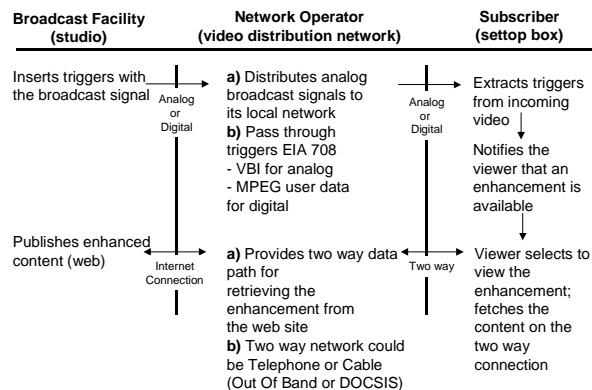 Broadcast Facility
(studio)
Network Operator
(video distribution network)
Subscriber
(settop box)
Inserts triggers with
the broadcast signal
Analog
or
Digital
a) Distributes analog
broadcast signals to
its local network
b) Pass through
triggers EIA 708
- VBI for analog
- MPEG user data
for digital
Analog
or
Digital
Extracts triggers
from incoming
video
Notifies the
viewer that an
enhancement is
available
Publishes enhanced
content (web)
Internet
Connection
a) Provides two way data
path for
retrieving the
enhancement from
the web site
b) Two way network could
be Telephone or Cable
(Out Of Band or DOCSIS)
Two way
Viewer selects to
view the
enhancement;
fetches the
content on the
two way
connection